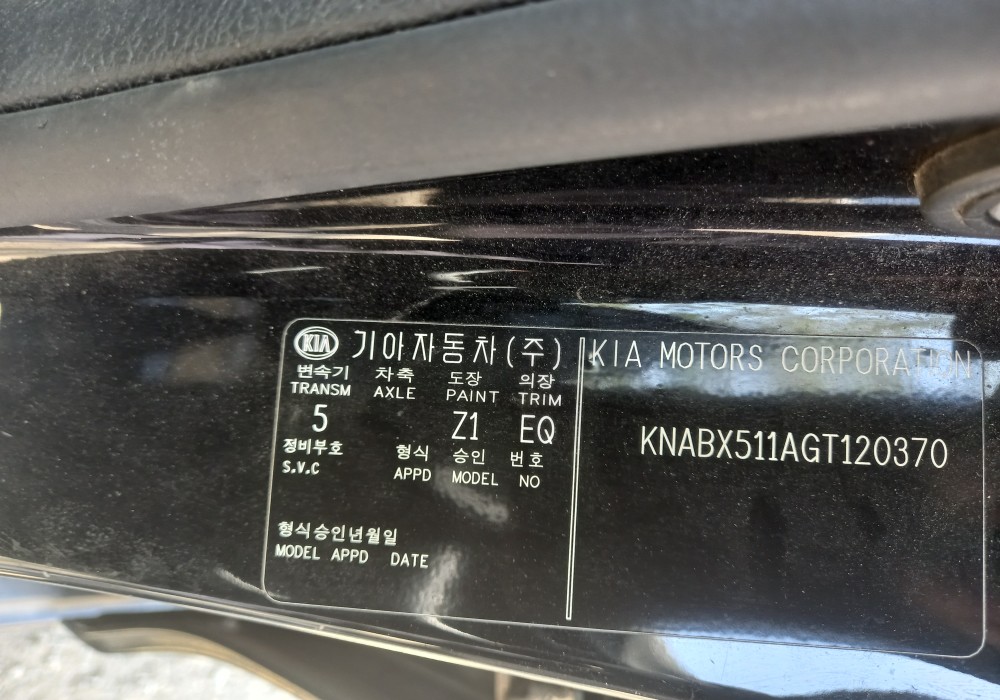 KIA 기아자동차(주)
변속기 차축 도장 의장
TRANSM AXLE PAINT TRIM
5 Z1 EQ
정비부호 형식 승인 번호
S.V.C APPD MODEL NO
형식승인년월일
MODEL APPD DATE
KIA MOTORS CORPORATION
KNABX511AGT120370